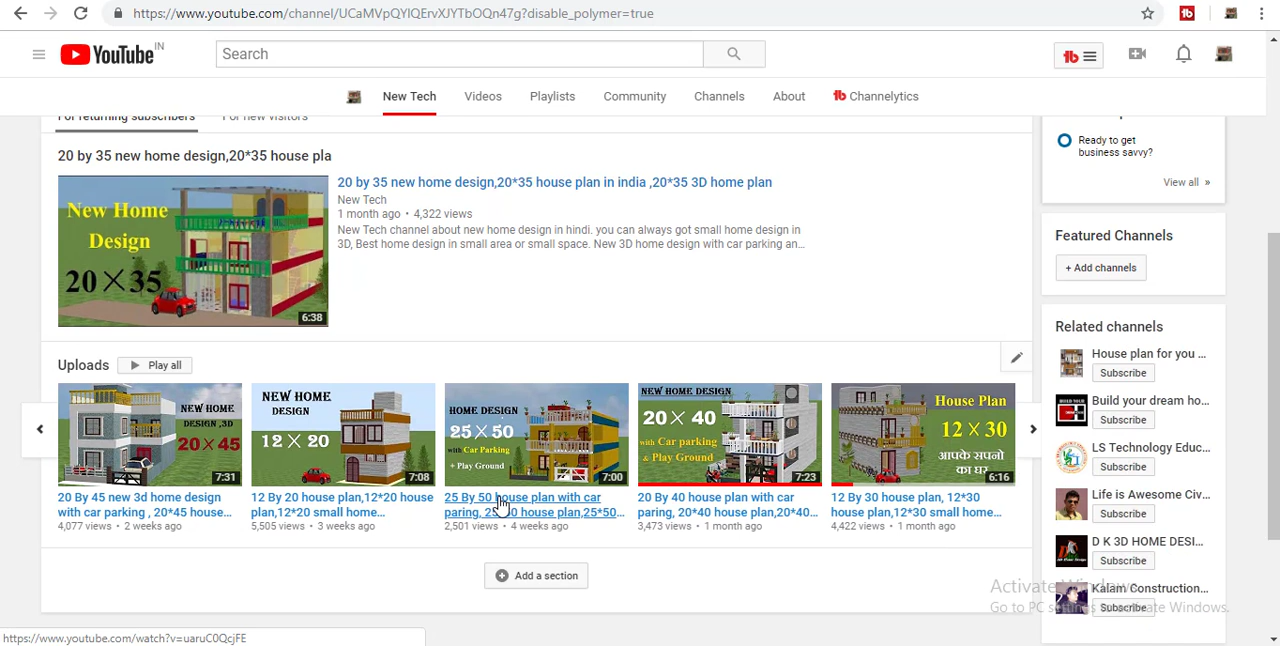 https://www.youtube.com/channel/UCaMVpQYlQErvXJYTbOQn47g?disable_polymer=true
YouTube IN
Search
New Tech
Videos
Playlists
Community
Channels
About
Channelytics
For returning subscribers
For new visitors
20 by 35 new home design,20*35 house pla
New Home
Design
20×35
6:38
20 by 35 new home design,20*35 house plan in india ,20*35 3D home plan
New Tech
1 month ago • 4,322 views
New Tech channel about new home design in hindi. you can always got small home design in
3D, Best home design in small area or small space. New 3D home design with car parking an...
Uploads
Play all
NEW HOME
DESIGN ,3D
20×45
7:31
20 By 45 new 3d home design
with car parking , 20*45 house...
4,077 views • 2 weeks ago
NEW HOME
DESIGN
12×20
7:08
12 By 20 house plan,12*20 house
plan,12*20 small home...
5,505 views • 3 weeks ago
HOME DESIGN
25×50
with Car Parking
+ Play Ground
7:00
25 By 50 house plan with car
paring, house plan,25*50...
2,501 views • 4 weeks ago
NEW HOME DESIGN
20×40
with Car parking
& Play Ground
7:23
20 By 40 house plan with car
paring, 20*40 house plan,20*40...
3,473 views • 1 month ago
House Plan
12×30
आपके सपनो
का घर
6:16
12 By 30 house plan, 12*30
house plan,12*30 small home...
4,422 views • 1 month ago
Add a section
Ready to get
business savvy?
View all »
Featured Channels
+ Add channels
Related channels
House plan for you ...
Subscribe
Build your dream ho...
Subscribe
LS Technology Educ...
Subscribe
Life is Awesome Civ...
Subscribe
D K 3D HOME DESI...
Subscribe
Kalam Construction...
Subscribe
Activate Windows
Go to PC settings to activate Windows.
https://www.youtube.com/watch?v=uaruC0QcjFE